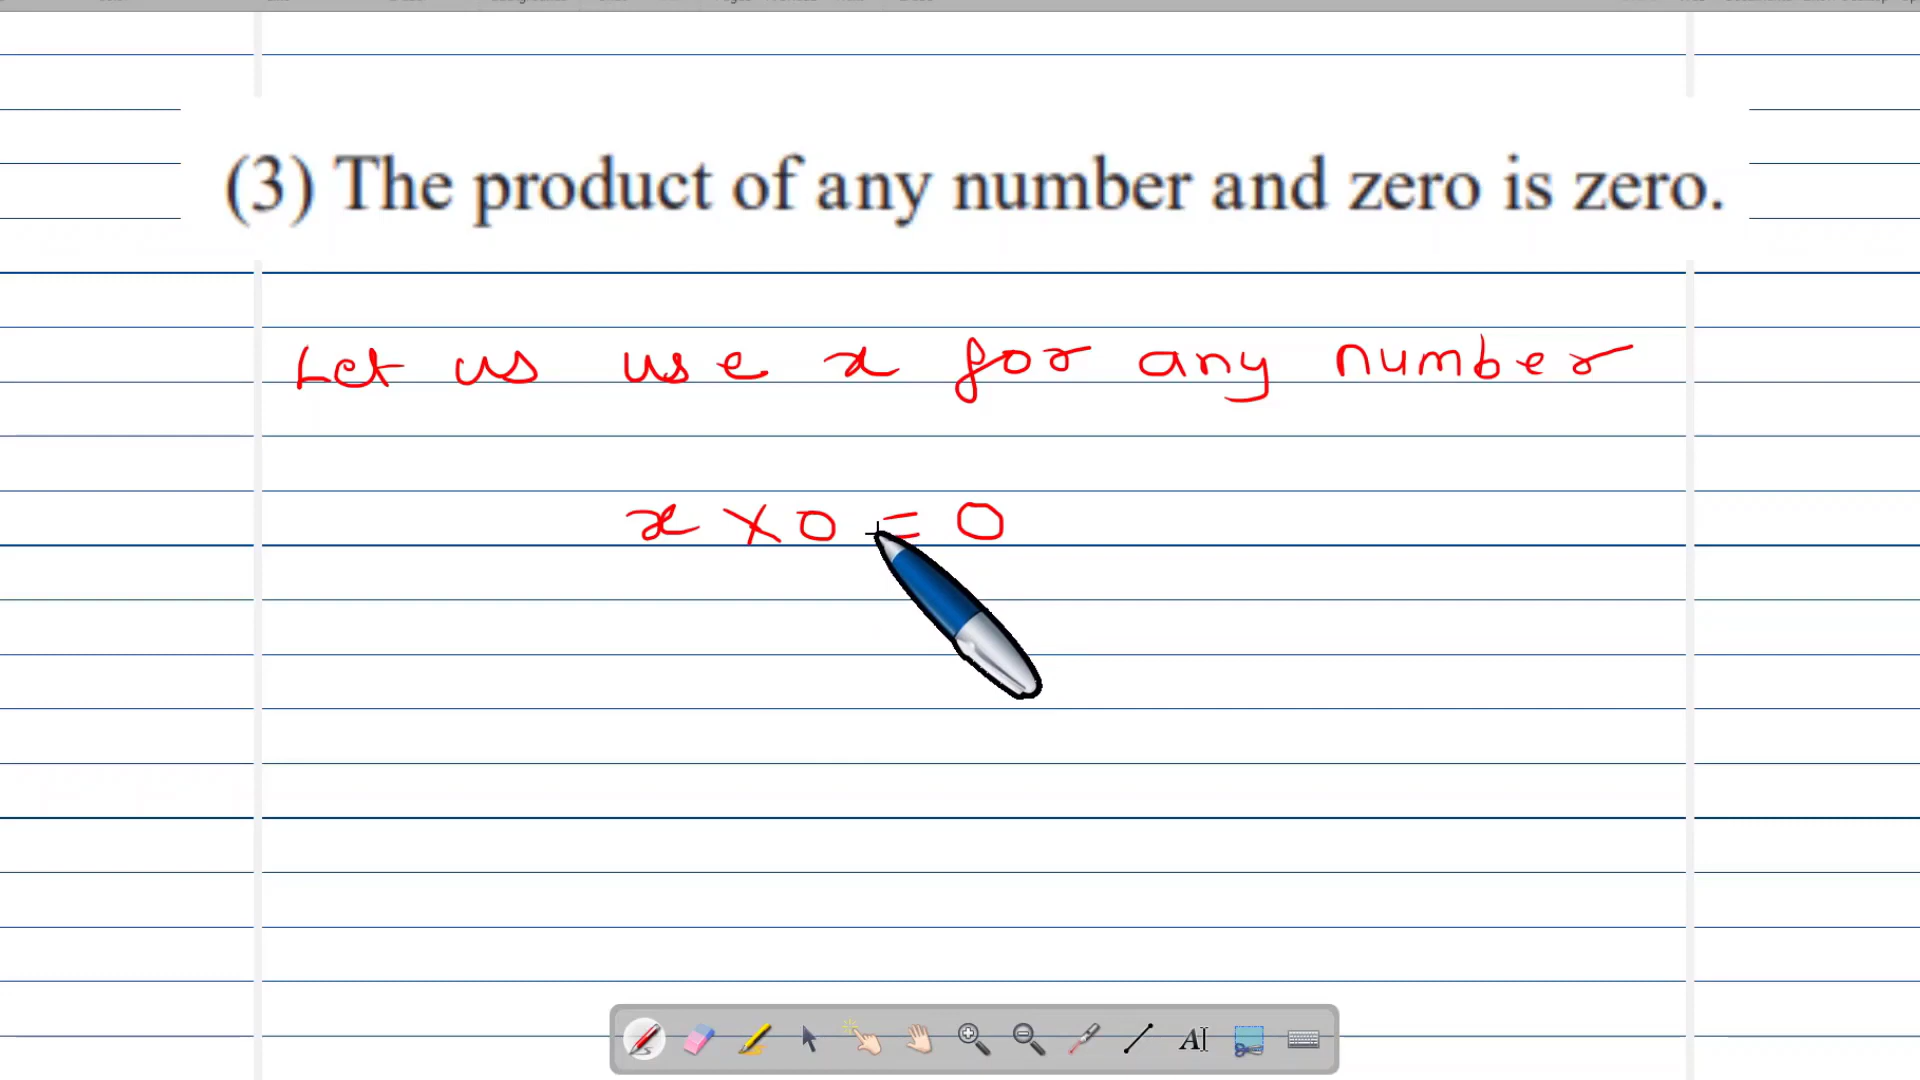 (3) The product of any number and zero is zero.
Let us use x for any number
x × 0 = 0
A